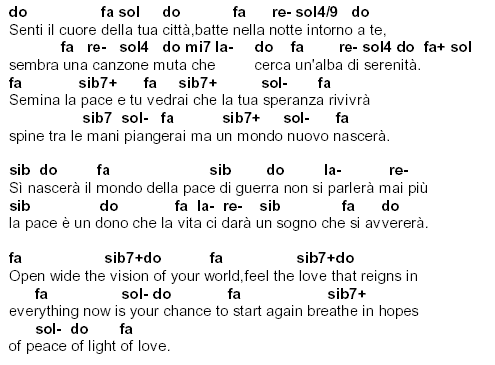 do fa sol do fa re- sol4/9 do
Senti il cuore della tua città,batte nella notte intorno a te,
fa re- sol4 do mi7 la- do fa re- sol4 do fa+ sol
sembra una canzone muta che cerca un'alba di serenità.
fa sib7+ fa sib7+ sol- fa
Semina la pace e tu vedrai che la tua speranza rivivrà
sib7 sol- fa sib7+ sol- fa
spine tra le mani piangerai ma un mondo nuovo nascerà.
sib do fa sib do la- re-
Sì nascerà il mondo della pace di guerra non si parlerà mai più
sib do fa la- re- sib fa do
la pace è un dono che la vita ci darà un sogno che si avvererà.
fa sib7+do fa sib7+do
Open wide the vision of your world,feel the love that reigns in
fa sol- do fa sib7+
everything now is your chance to start again breathe in hopes
sol- do fa
of peace of light of love.